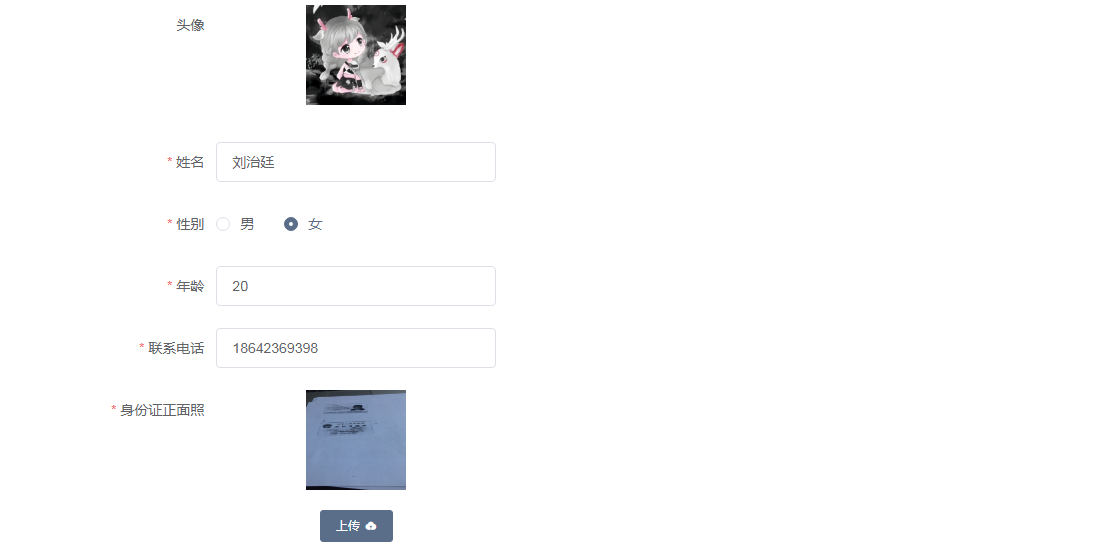 头像
* 姓名 刘治廷
* 性别 男 女
* 年龄 20
* 联系电话 18642369398
* 身份证正面照
上传